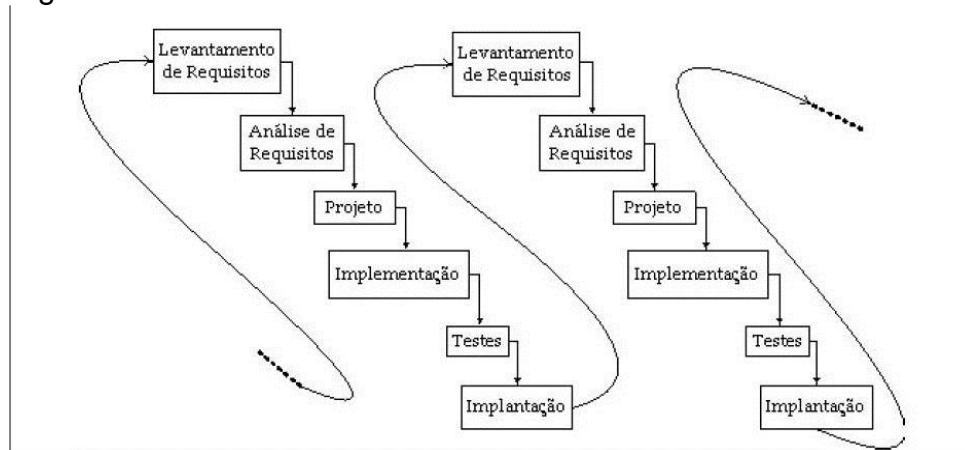 Levantamento
de Requisitos
Análise de
Requisitos
Projeto
Implementação
Testes
Implantação
Levantamento
de Requisitos
Análise de
Requisitos
Projeto
Implementação
Testes
Implantação